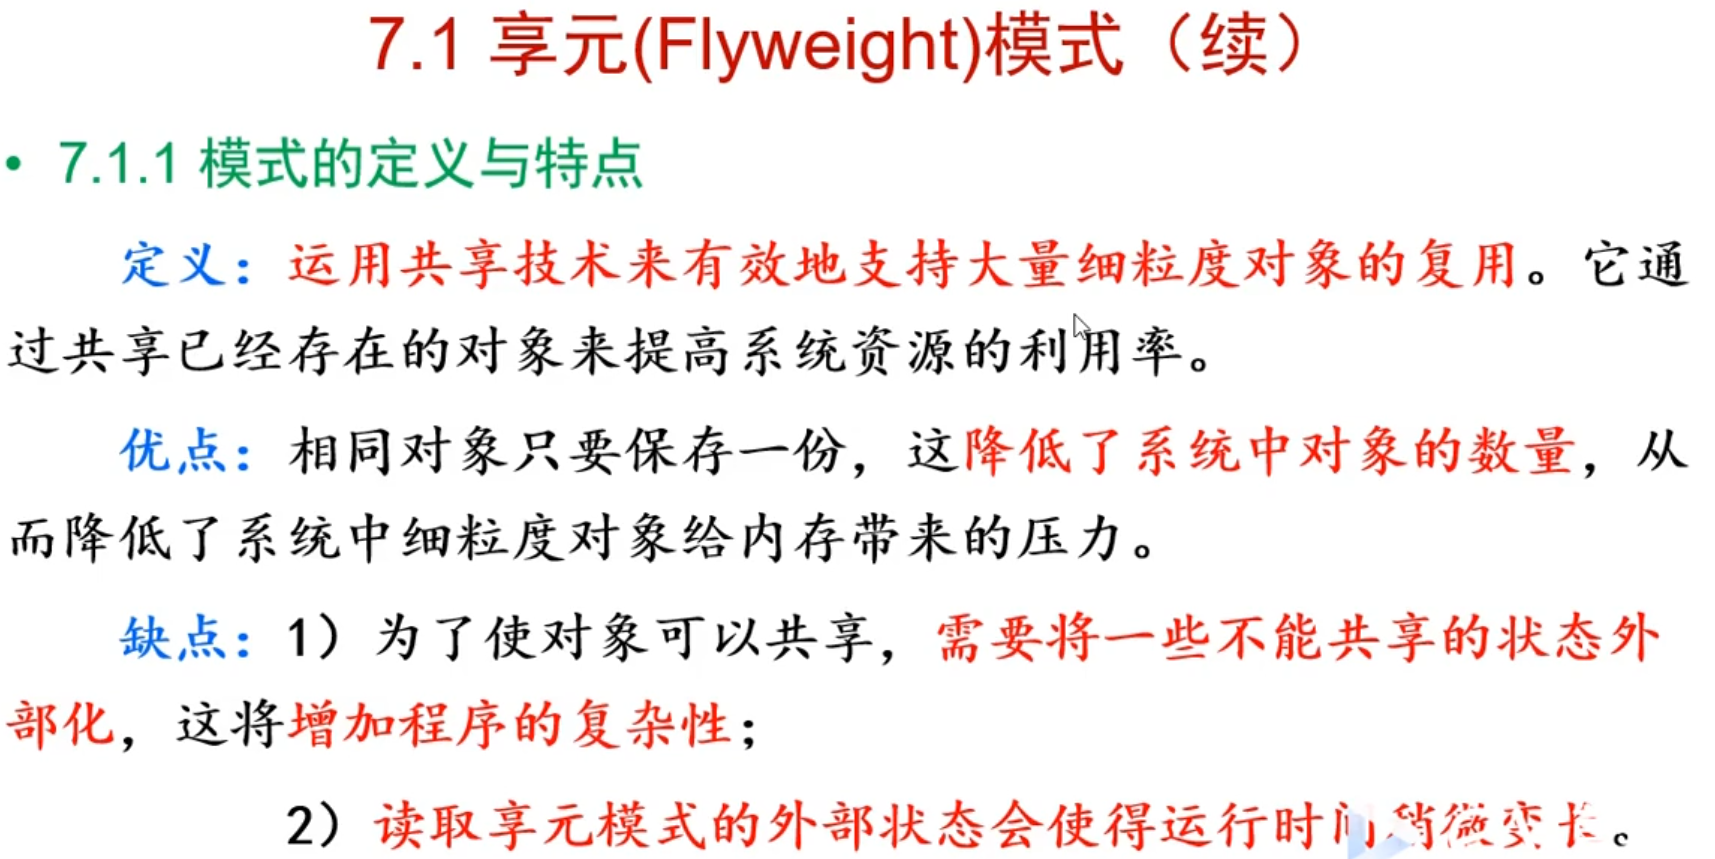 7.1 享元(Flyweight)模式（续）
• 7.1.1 模式的定义与特点
定义：运用共享技术来有效地支持大量细粒度对象的复用。它通
过共享已经存在的对象来提高系统资源的利用率。
优点：相同对象只要保存一份，这降低了系统中对象的数量，从
而降低了系统中细粒度对象给内存带来的压力。
缺点：1）为了使对象可以共享，需要将一些不能共享的状态外
部化，这将增加程序的复杂性；
2）读取享元模式的外部状态会使得运行时间稍微变长。